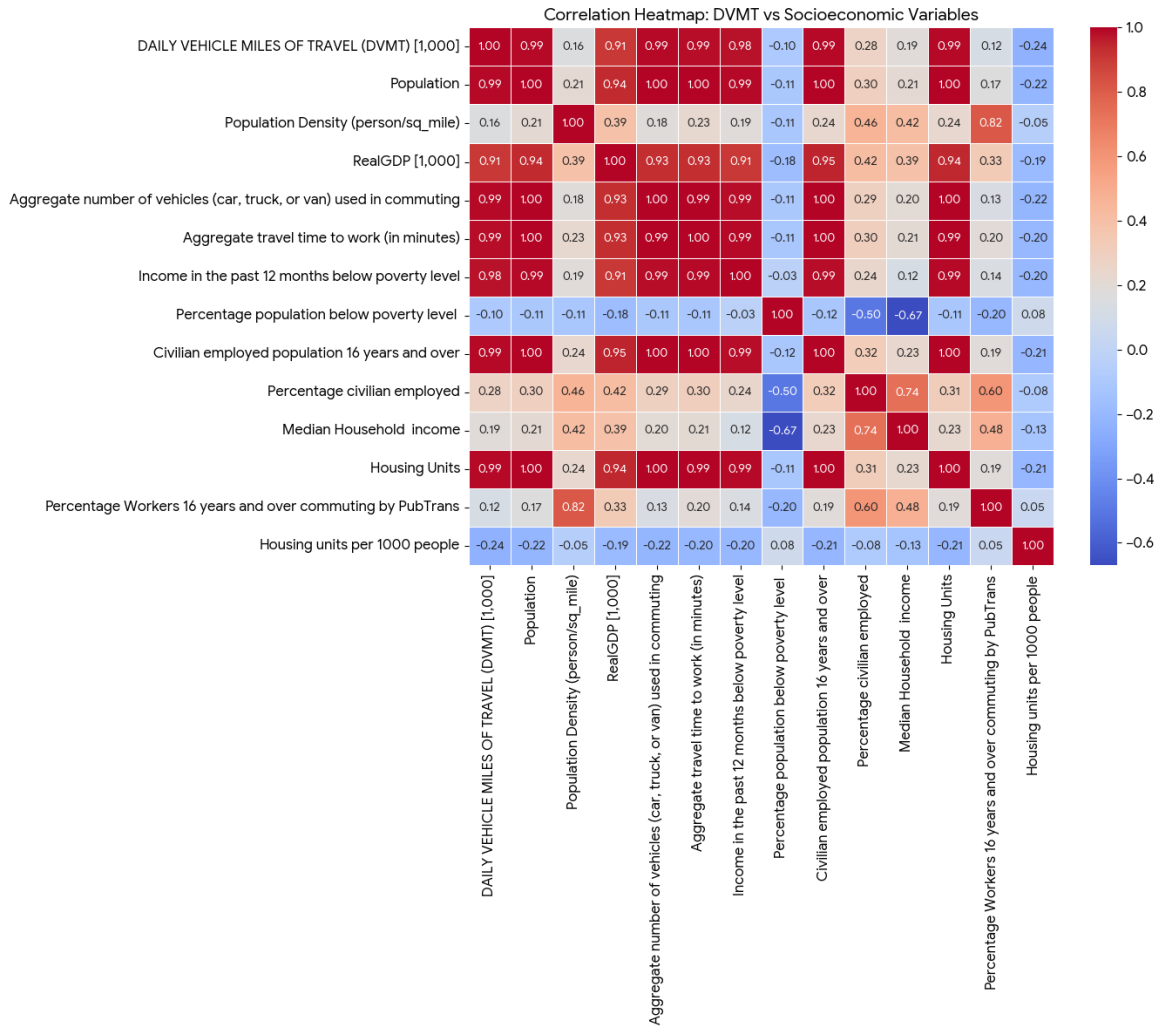 Correlation Heatmap: DVMT vs Socioeconomic Variables
DAILY VEHICLE MILES OF TRAVEL (DVMT) [1,000] 1.00 0.99 0.16 0.91 0.99 0.99 0.98 -0.10 0.99 0.28 0.19 0.99 0.12 -0.24
Population 0.99 1.00 0.21 0.94 1.00 1.00 0.99 -0.11 1.00 0.30 0.21 1.00 0.17 -0.22
Population Density (person/sq_mile) 0.16 0.21 1.00 0.39 0.18 0.23 0.19 -0.11 0.24 0.46 0.42 0.24 0.82 -0.05
RealGDP [1,000] 0.91 0.94 0.39 1.00 0.93 0.93 0.91 -0.18 0.95 0.42 0.39 0.94 0.33 -0.19
Aggregate number of vehicles (car, truck, or van) used in commuting 0.99 1.00 0.18 0.93 1.00 0.99 0.99 -0.11 1.00 0.29 0.20 1.00 0.13 -0.22
Aggregate travel time to work (in minutes) 0.99 1.00 0.23 0.93 0.99 1.00 0.99 -0.11 1.00 0.30 0.21 0.99 0.20 -0.20
Income in the past 12 months below poverty level 0.98 0.99 0.19 0.91 0.99 0.99 1.00 -0.03 0.99 0.24 0.12 0.99 0.14 -0.20
Percentage population below poverty level -0.10 -0.11 -0.11 -0.18 -0.11 -0.11 -0.03 1.00 -0.12 -0.50 -0.67 -0.11 -0.20 0.08
Civilian employed population 16 years and over 0.99 1.00 0.24 0.95 1.00 1.00 0.99 -0.12 1.00 0.32 0.23 1.00 0.19 -0.21
Percentage civilian employed 0.28 0.30 0.46 0.42 0.29 0.30 0.24 -0.50 0.32 1.00 0.74 0.31 0.60 -0.08
Median Household  income 0.19 0.21 0.42 0.39 0.20 0.21 0.12 -0.67 0.23 0.74 1.00 0.23 0.48 -0.13
Housing Units 0.99 1.00 0.24 0.94 1.00 0.99 0.99 -0.11 1.00 0.31 0.23 1.00 0.19 -0.21
Percentage Workers 16 years and over commuting by PubTrans 0.12 0.17 0.82 0.33 0.13 0.20 0.14 -0.20 0.19 0.60 0.48 0.19 1.00 0.05
Housing units per 1000 people -0.24 -0.22 -0.05 -0.19 -0.22 -0.20 -0.20 0.08 -0.21 -0.08 -0.13 -0.21 0.05 1.00
DAILY VEHICLE MILES OF TRAVEL (DVMT) [1,000]
Population
Population Density (person/sq_mile)
RealGDP [1,000]
Aggregate number of vehicles (car, truck, or van) used in commuting
Aggregate travel time to work (in minutes)
Income in the past 12 months below poverty level
Percentage population below poverty level
Civilian employed population 16 years and over
Percentage civilian employed
Median Household  income
Housing Units
Percentage Workers 16 years and over commuting by PubTrans
Housing units per 1000 people
1.0
0.8
0.6
0.4
0.2
0.0
−0.2
−0.4
−0.6